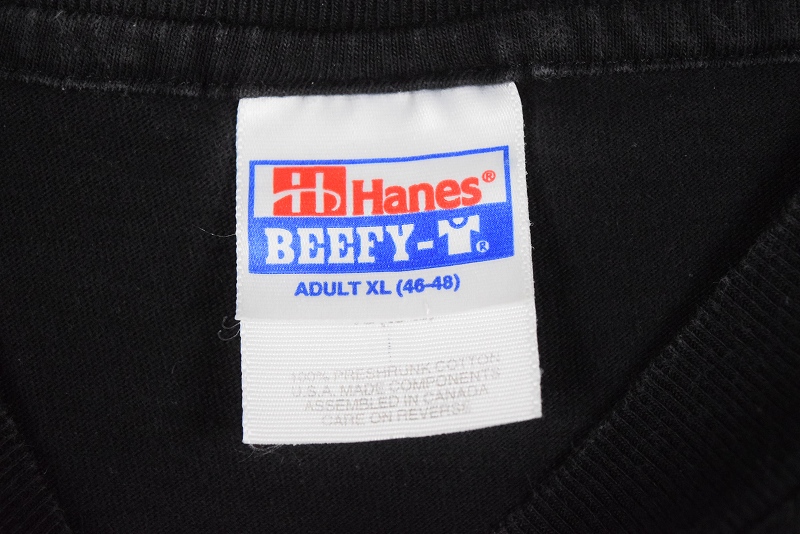 Hanes®
BEEFY-T®
ADULT XL (46-48)
100% PRESHRUNK COTTON
U.S.A. MADE COMPONENTS
ASSEMBLED IN CANADA
CARE ON REVERSE